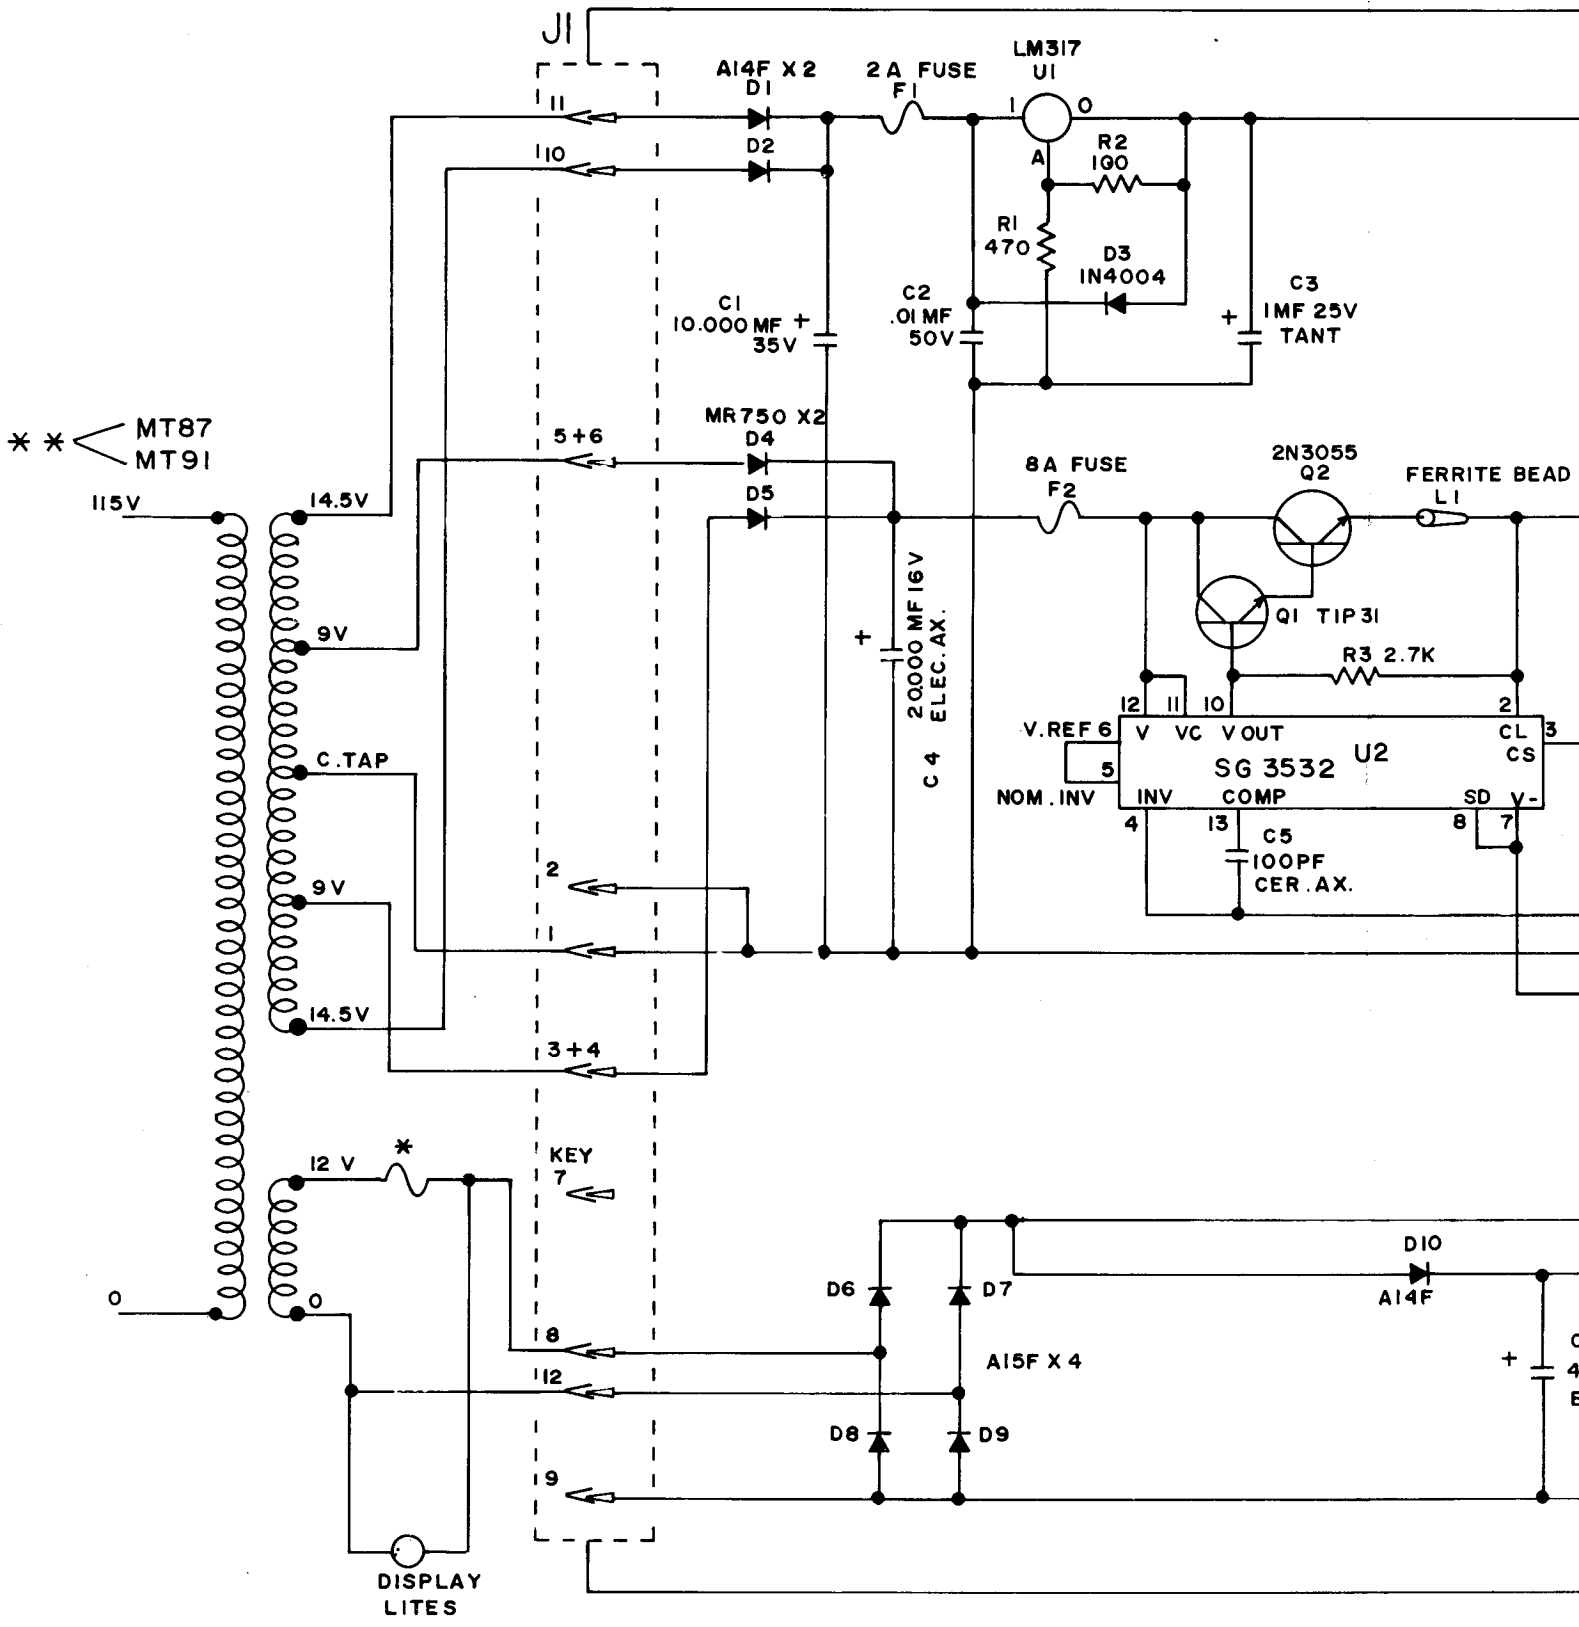 J1
11
A14F X 2
D1
2A FUSE
F1
LM317
U1
1
O
A
10
D2
R2
100
R1
470
D3
1N4004
C1
10.000 MF +
35V
C2
.01 MF
50V
C3
+ 1MF 25V
TANT
** MT87
MT91
5+6
MR750 X2
D4
D5
8A FUSE
F2
2N3055
Q2
FERRITE BEAD
L1
115V
14.5V
9V
C.TAP
9V
14.5V
+
20,000 MF 16V
ELEC. AX.
C4
Q1 TIP31
R3 2.7K
12
11
10
2
V.REF 6
V
VC
V OUT
CL
3
CS
SG 3532
U2
5
NOM. INV
INV
COMP
SD
V-
4
13
8
7
C5
100PF
CER. AX.
2
1
3+4
KEY
7
12 V
*
O
O
8
12
9
D6
D7
A15F X 4
D8
D9
D10
A14F
+
4
DISPLAY
LITES